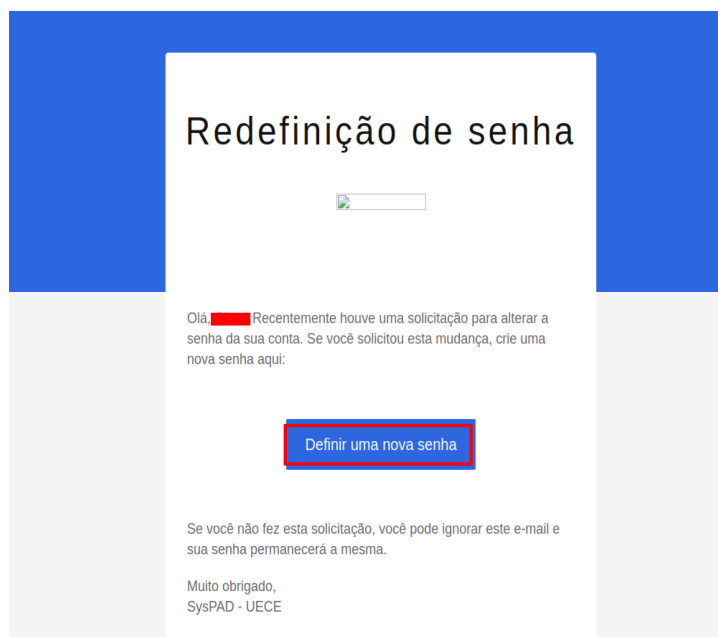 Redefinição de senha
Olá, Recentemente houve uma solicitação para alterar a
senha da sua conta. Se você solicitou esta mudança, crie uma
nova senha aqui:
Definir uma nova senha
Se você não fez esta solicitação, você pode ignorar este e-mail e
sua senha permanecerá a mesma.
Muito obrigado,
SysPAD - UECE